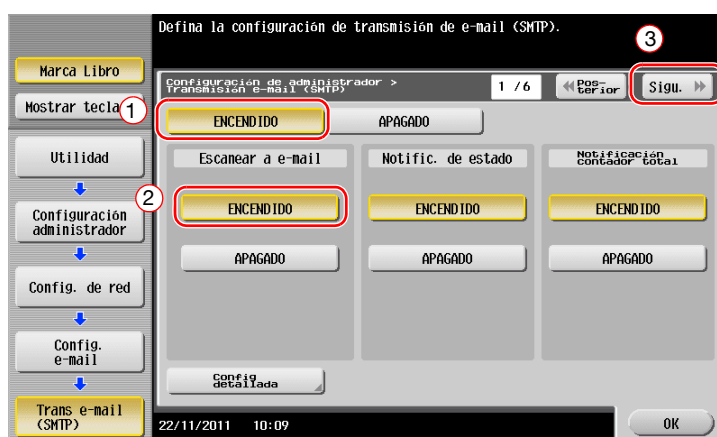 Defina la configuración de transmisión de e-mail (SMTP).
3
Marca Libro
Mostrar tecla
1
Configuración de administrador >
Transmisión e-mail (SMTP)
1 /6
Pos-
terior
Sigu.
ENCENDIDO
APAGADO
Utilidad
Configuración
administrador
Config. de red
Config.
e-mail
Trans e-mail
(SMTP)
Escanear a e-mail
Notific. de estado
Notificación
contador total
2
ENCENDIDO
ENCENDIDO
ENCENDIDO
APAGADO
APAGADO
APAGADO
Config
detallada
22/11/2011 10:09
OK